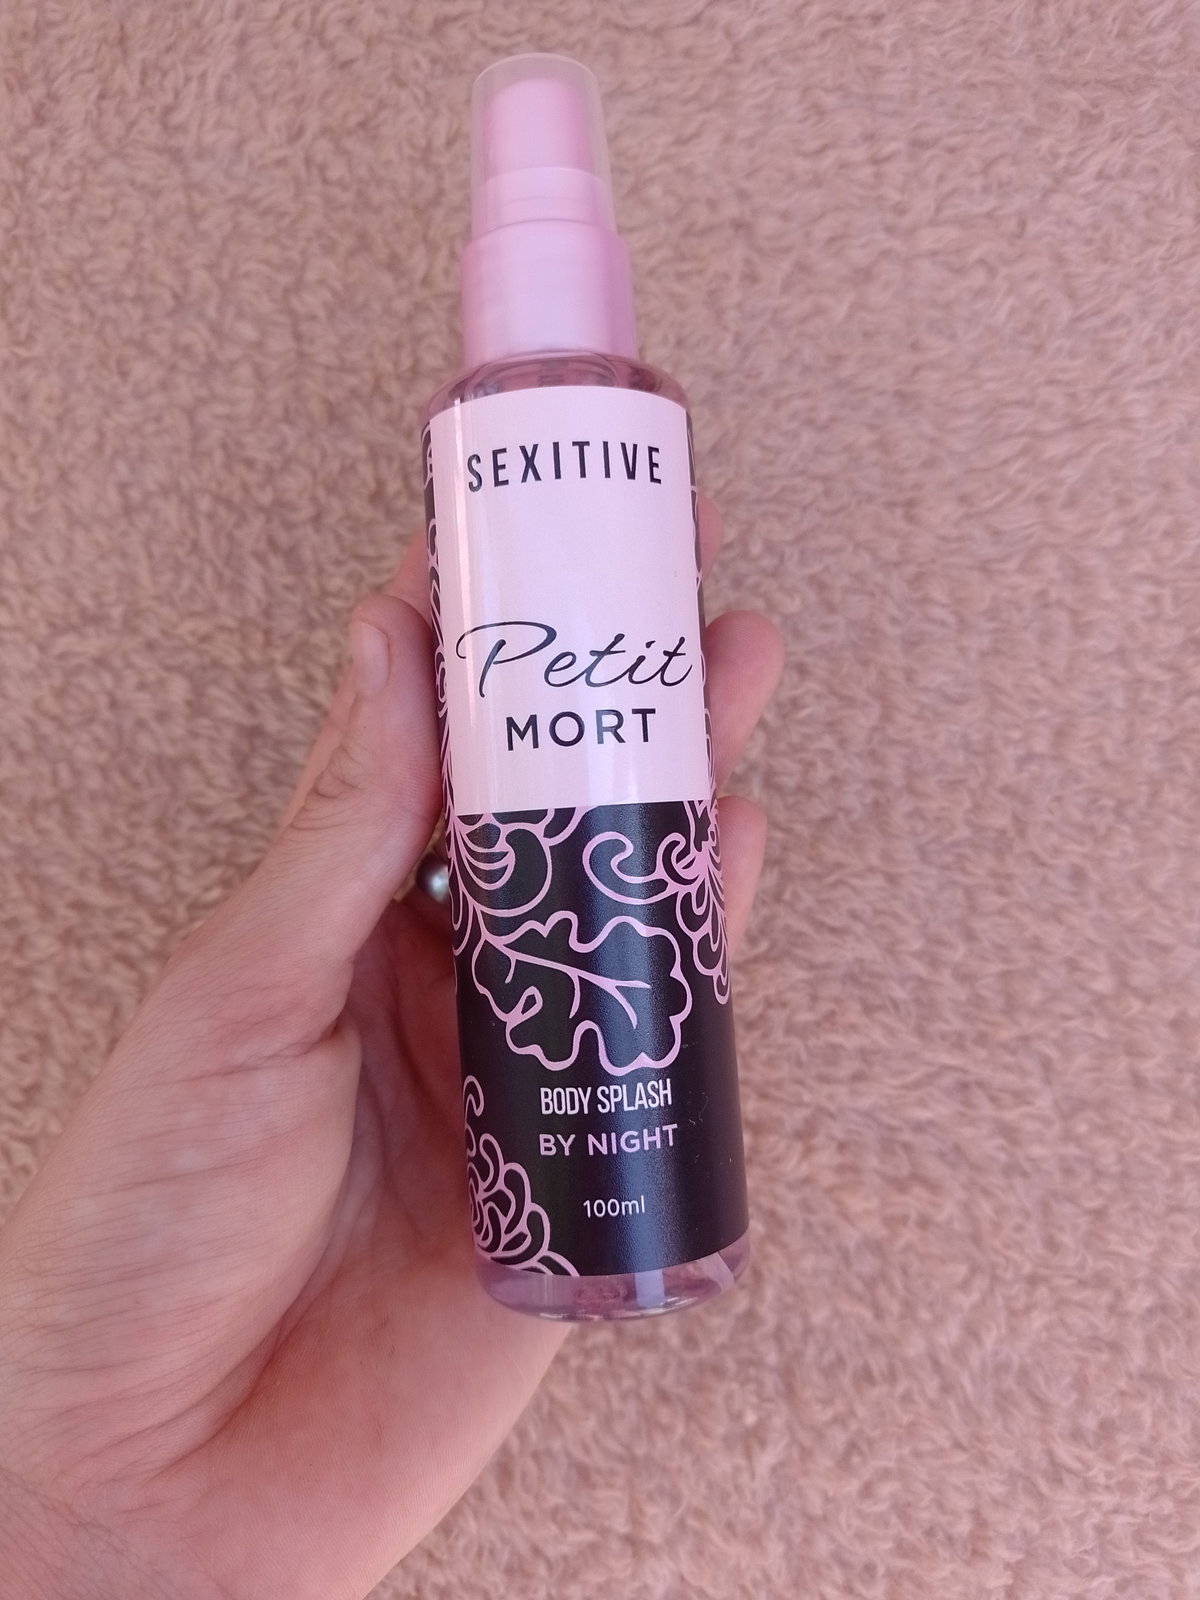 SEXITIVE
Petit
MORT
BODY SPLASH
BY NIGHT
100ml